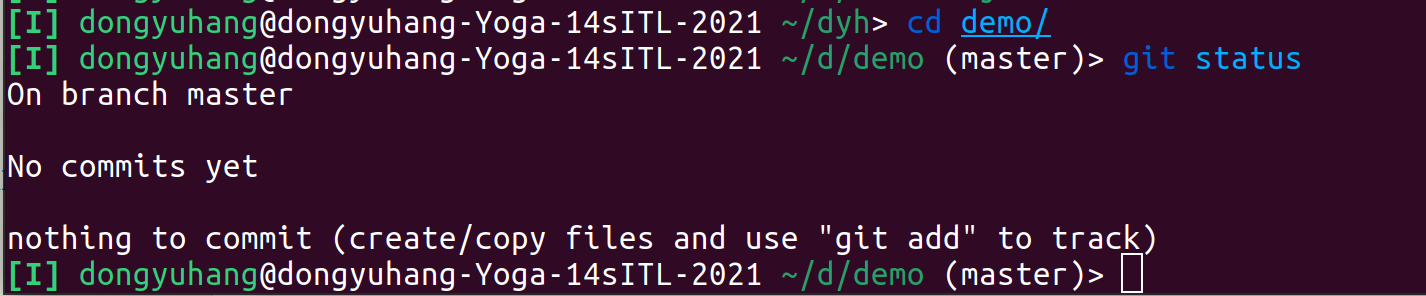 [I] dongyuhang@dongyuhang-Yoga-14sITL-2021 ~/dyh> cd demo/
[I] dongyuhang@dongyuhang-Yoga-14sITL-2021 ~/d/demo (master)> git status
On branch master
No commits yet
nothing to commit (create/copy files and use "git add" to track)
[I] dongyuhang@dongyuhang-Yoga-14sITL-2021 ~/d/demo (master)>